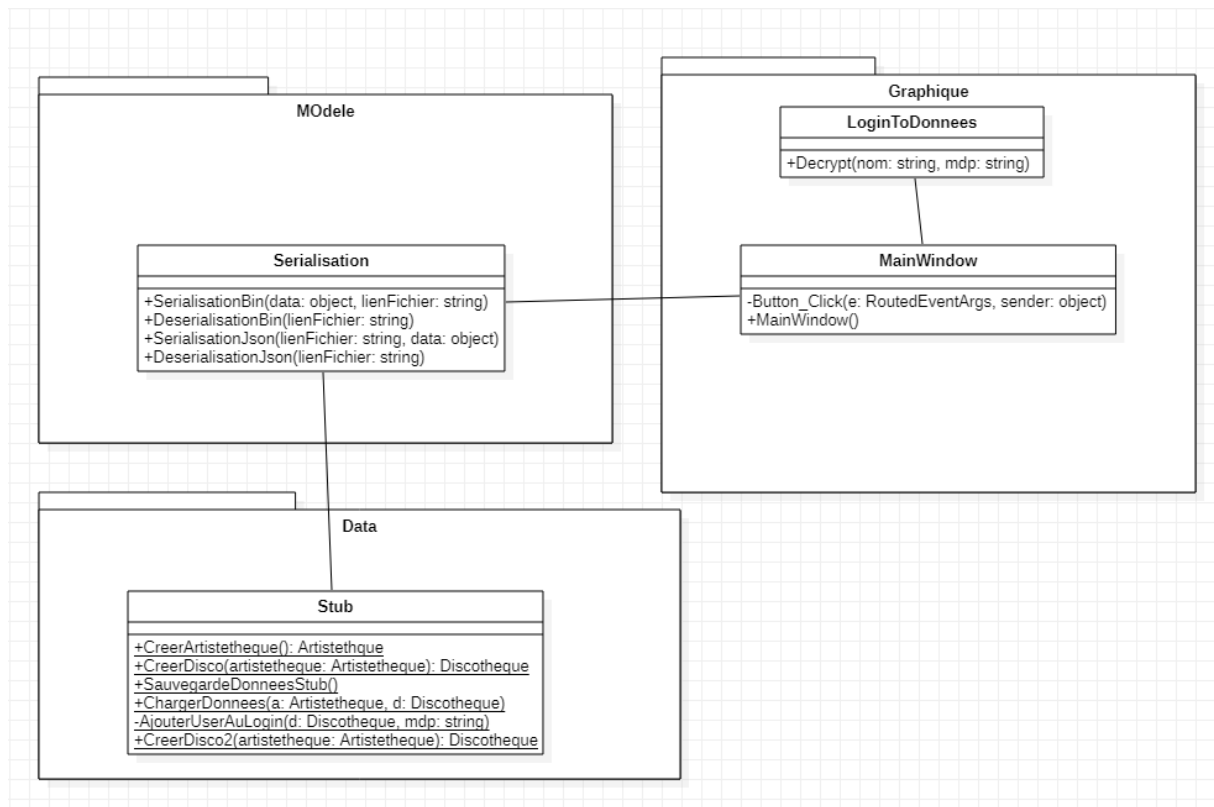 MOdele
Serialisation
+SerialisationBin(data: object, lienFichier: string)
+DeserialisationBin(lienFichier: string)
+SerialisationJson(lienFichier: string, data: object)
+DeserialisationJson(lienFichier: string)
Graphique
LoginToDonnees
+Decrypt(nom: string, mdp: string)
MainWindow
-Button_Click(e: RoutedEventArgs, sender: object)
+MainWindow()
Data
Stub
+CreerArtistetheque(): Artistethque
+CreerDisco(artistetheque: Artistetheque): Discotheque
+SauvegardeDonneesStub()
+ChargerDonnees(a: Artistetheque, d: Discotheque)
-AjouterUserAuLogin(d: Discotheque, mdp: string)
+CreerDisco2(artistetheque: Artistetheque): Discotheque